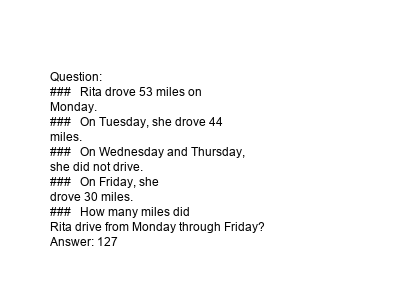 Question:
### Rita drove 53 miles on
Monday.
### On Tuesday, she drove 44
miles.
### On Wednesday and Thursday,
she did not drive.
### On Friday, she
drove 30 miles.
### How many miles did
Rita drive from Monday through Friday?
Answer: 127